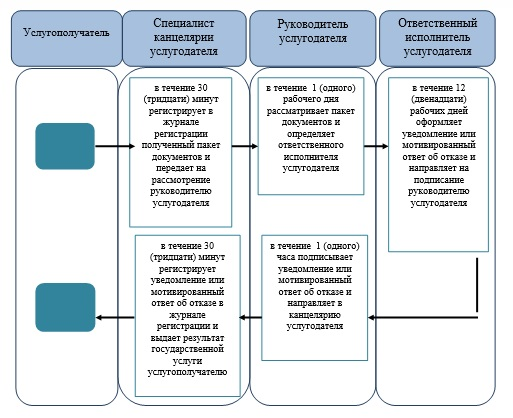 Услугополучатель
Специалист
канцелярии
услугодателя
Руководитель
услугодателя
Ответственный
исполнитель
услугодателя
в течение 30
(тридцати) минут
регистрирует в
журнале
регистрации
полученный пакет
документов и
передает на
рассмотрение
руководителю
услугодателя
в течение 1 (одного)
рабочего дня
рассматривает пакет
документов и
определяет
ответственного
исполнителя
услугодателя
в течение 12
(двенадцати)
рабочих дней
оформляет
уведомление или
мотивированный
ответ об отказе и
направляет на
подписание
руководителю
услугодателя
в течение 30
(тридцати) минут
регистрирует
уведомление или
мотивированный
ответ об отказе в
журнале
регистрации и
выдает результат
государственной
услуги
услугополучателю
в течение 1 (одного)
часа подписывает
уведомление или
мотивированный
ответ об отказе и
направляет в
канцелярию
услугодателя